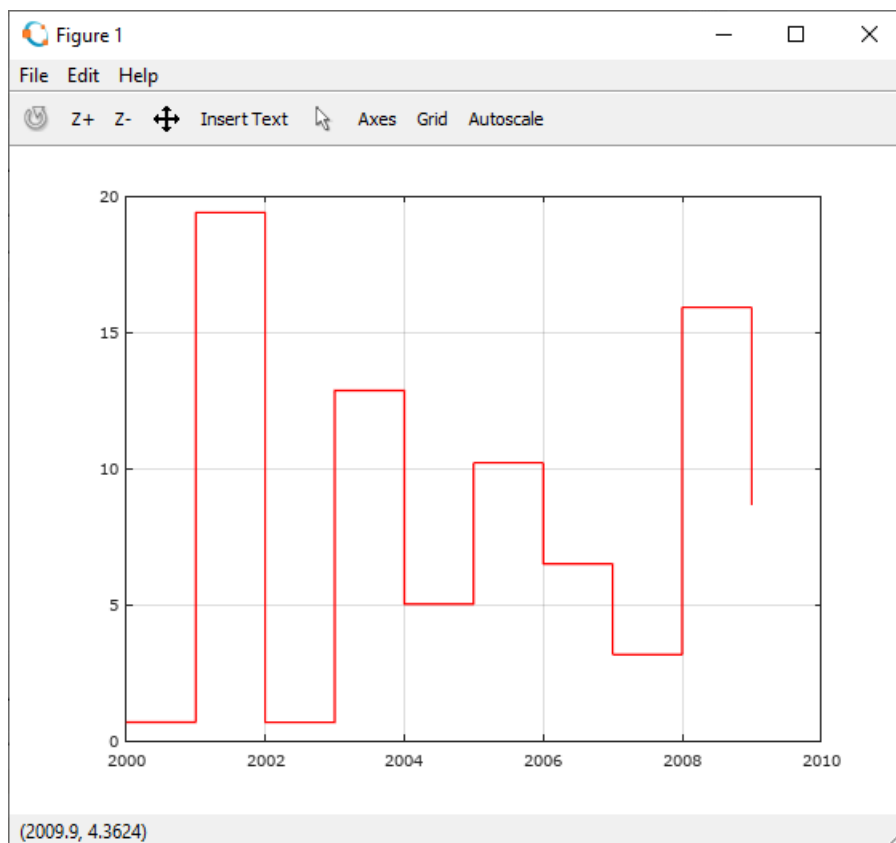 Figure 1
File Edit Help
Z+ Z- Insert Text Axes Grid Autoscale
20
15
10
5
0
2000 2002 2004 2006 2008 2010
(2009.9, 4.3624)